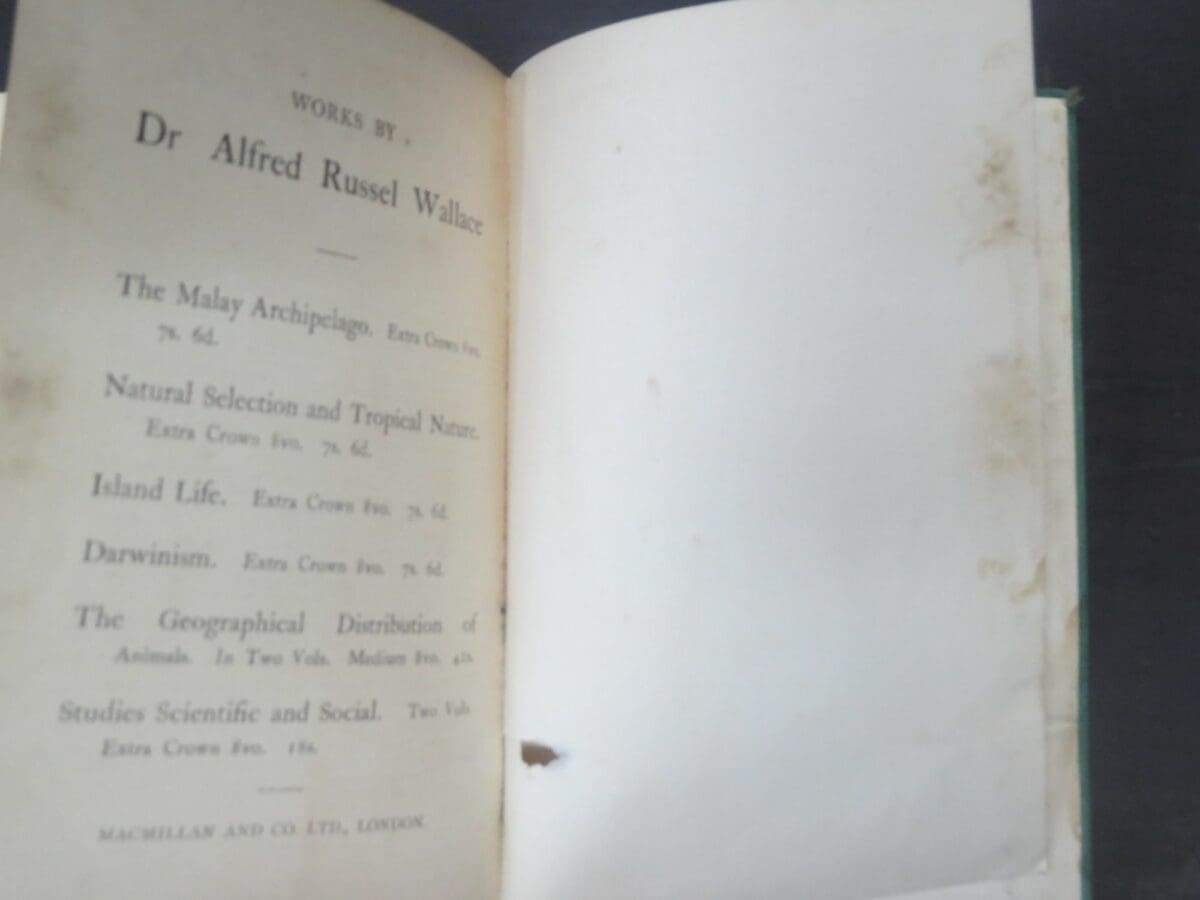 WORKS BY
Dr Alfred Russel Wallace
The Malay Archipelago. Extra Crown 8vo.
7s. 6d.
Natural Selection and Tropical Nature.
Extra Crown 8vo. 7s. 6d.
Island Life. Extra Crown 8vo. 7s. 6d.
Darwinism. Extra Crown 8vo. 7s. 6d.
The Geographical Distribution of
Animals. In Two Vols. Medium 8vo. 42s.
Studies Scientific and Social. Two Vols.
Extra Crown 8vo. 18s.
MACMILLAN AND CO. LTD., LONDON